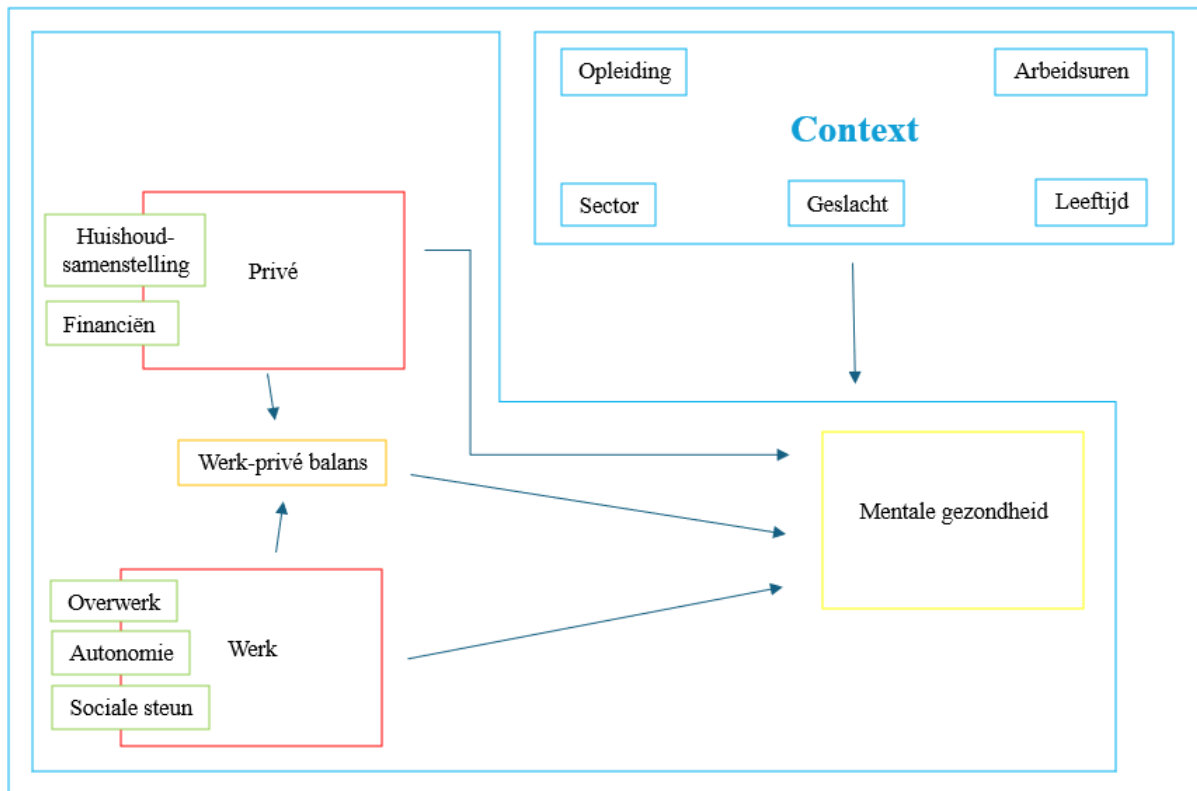 Opleiding
Arbeidsuren
Context
Sector
Geslacht
Leeftijd
Huishoud-
samenstelling
Privé
Financiën
Werk-privé balans
Mentale gezondheid
Overwerk
Autonomie
Werk
Sociale steun